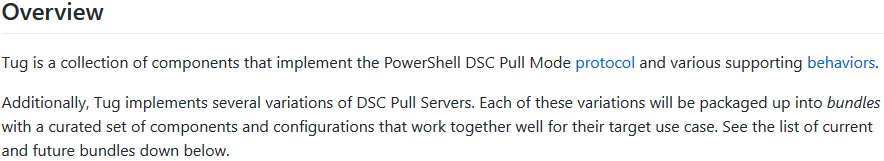 Overview
Tug is a collection of components that implement the PowerShell DSC Pull Mode protocol and various supporting behaviors.
Additionally, Tug implements several variations of DSC Pull Servers. Each of these variations will be packaged up into bundles
with a curated set of components and configurations that work together well for their target use case. See the list of current
and future bundles down below.